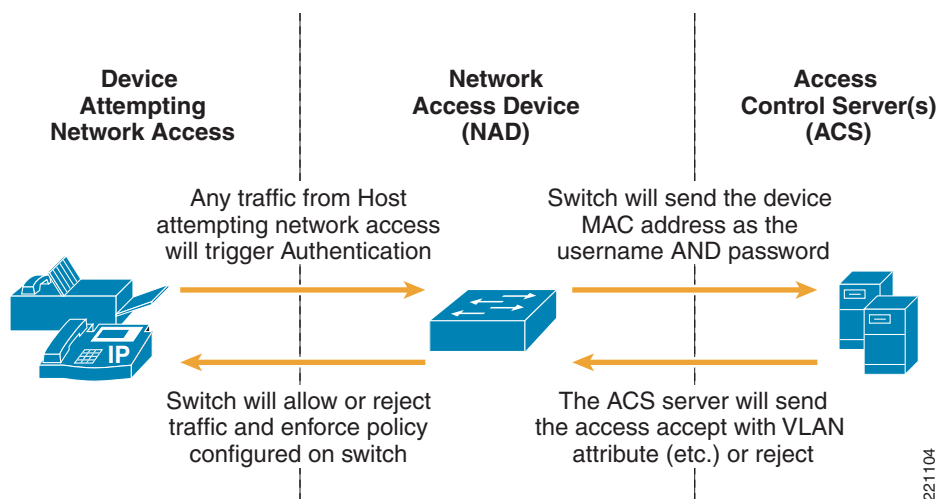 Device
Attempting
Network Access
Network
Access Device
(NAD)
Access
Control Server(s)
(ACS)
Any traffic from Host
attempting network access
will trigger Authentication
Switch will send the device
MAC address as the
username AND password
IP
Switch will allow or reject
traffic and enforce policy
configured on switch
The ACS server will send
the access accept with VLAN
attribute (etc.) or reject
221104